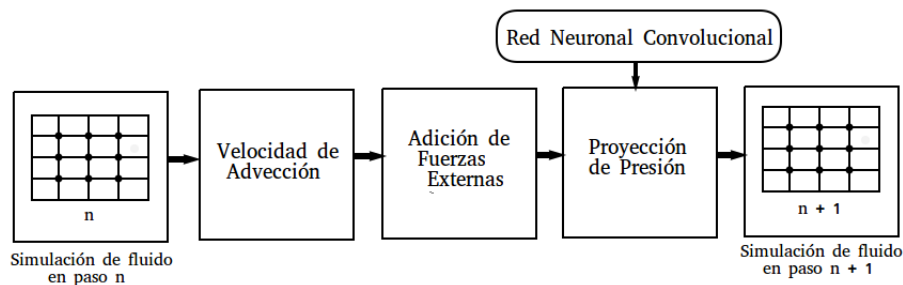 Red Neuronal Convolucional
n
Simulación de fluido
en paso n
Velocidad de
Advección
Adición de
Fuerzas
Externas
Proyección
de Presión
n + 1
Simulación de fluido
en paso n + 1